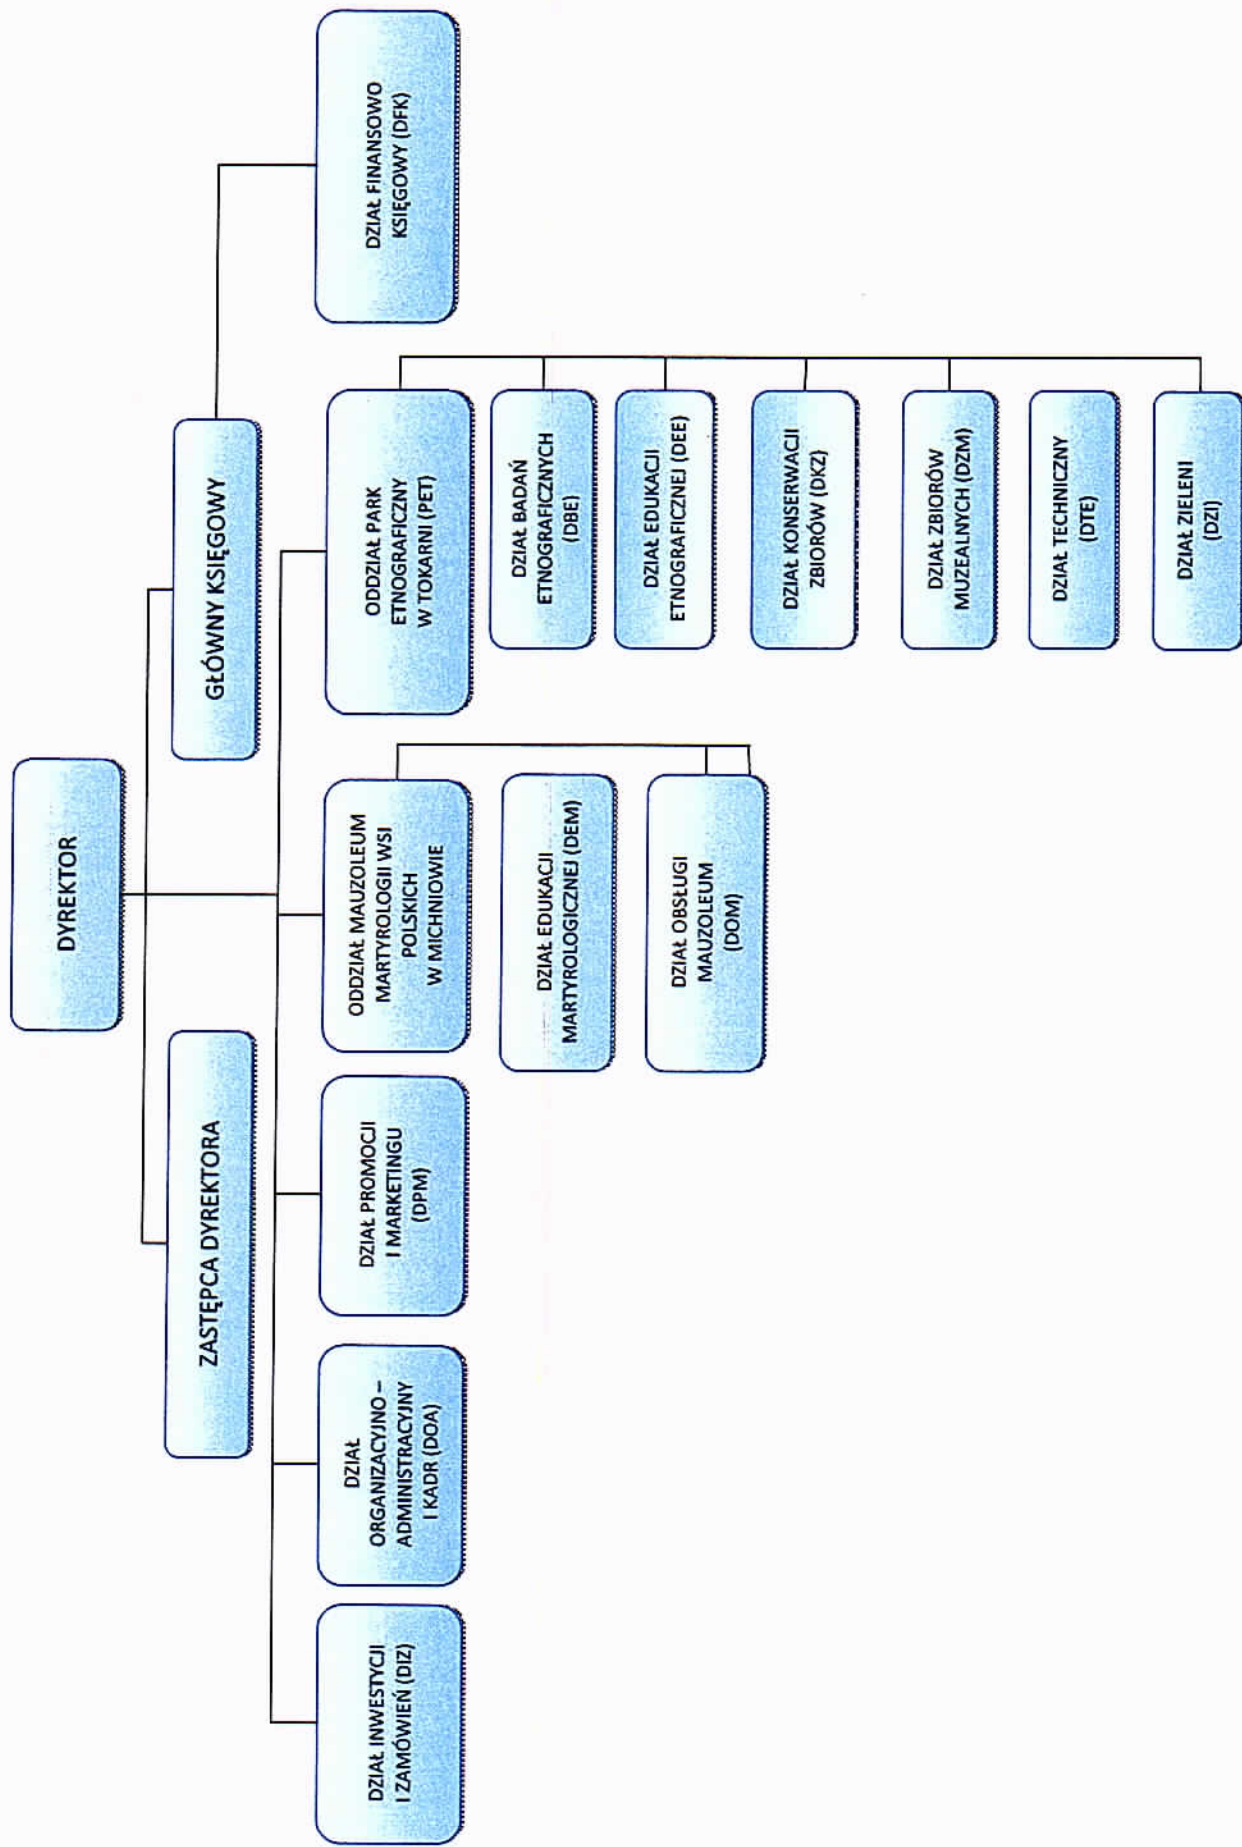 DYREKTOR
ZASTĘPCA DYREKTORA
GŁÓWNY KSIĘGOWY
DZIAŁ INWESTYCJI
I ZAMÓWIEŃ (DIZ)
DZIAŁ
ORGANIZACYJNO –
ADMINISTRACYJNY
I KADR (DOA)
DZIAŁ PROMOCJI
I MARKETINGU
(DPM)
ODDZIAŁ MAUZOLEUM
MARTYROLOGII WSI
POLSKICH
W MICHNIOWIE
DZIAŁ EDUKACJI
MARTYROLOGICZNEJ (DEM)
DZIAŁ OBSŁUGI
MAUZOLEUM
(DOM)
ODDZIAŁ PARK
ETNOGRAFICZNY
W TOKARNI (PET)
DZIAŁ BADAŃ
ETNOGRAFICZNYCH
(DBE)
DZIAŁ EDUKACJI
ETNOGRAFICZNEJ (DEE)
DZIAŁ KONSERWACJI
ZBIORÓW (DKZ)
DZIAŁ ZBIORÓW
MUZEALNYCH (DZM)
DZIAŁ TECHNICZNY
(DTE)
DZIAŁ ZIELENI
(DZI)
DZIAŁ FINANSOWO
KSIĘGOWY (DFK)